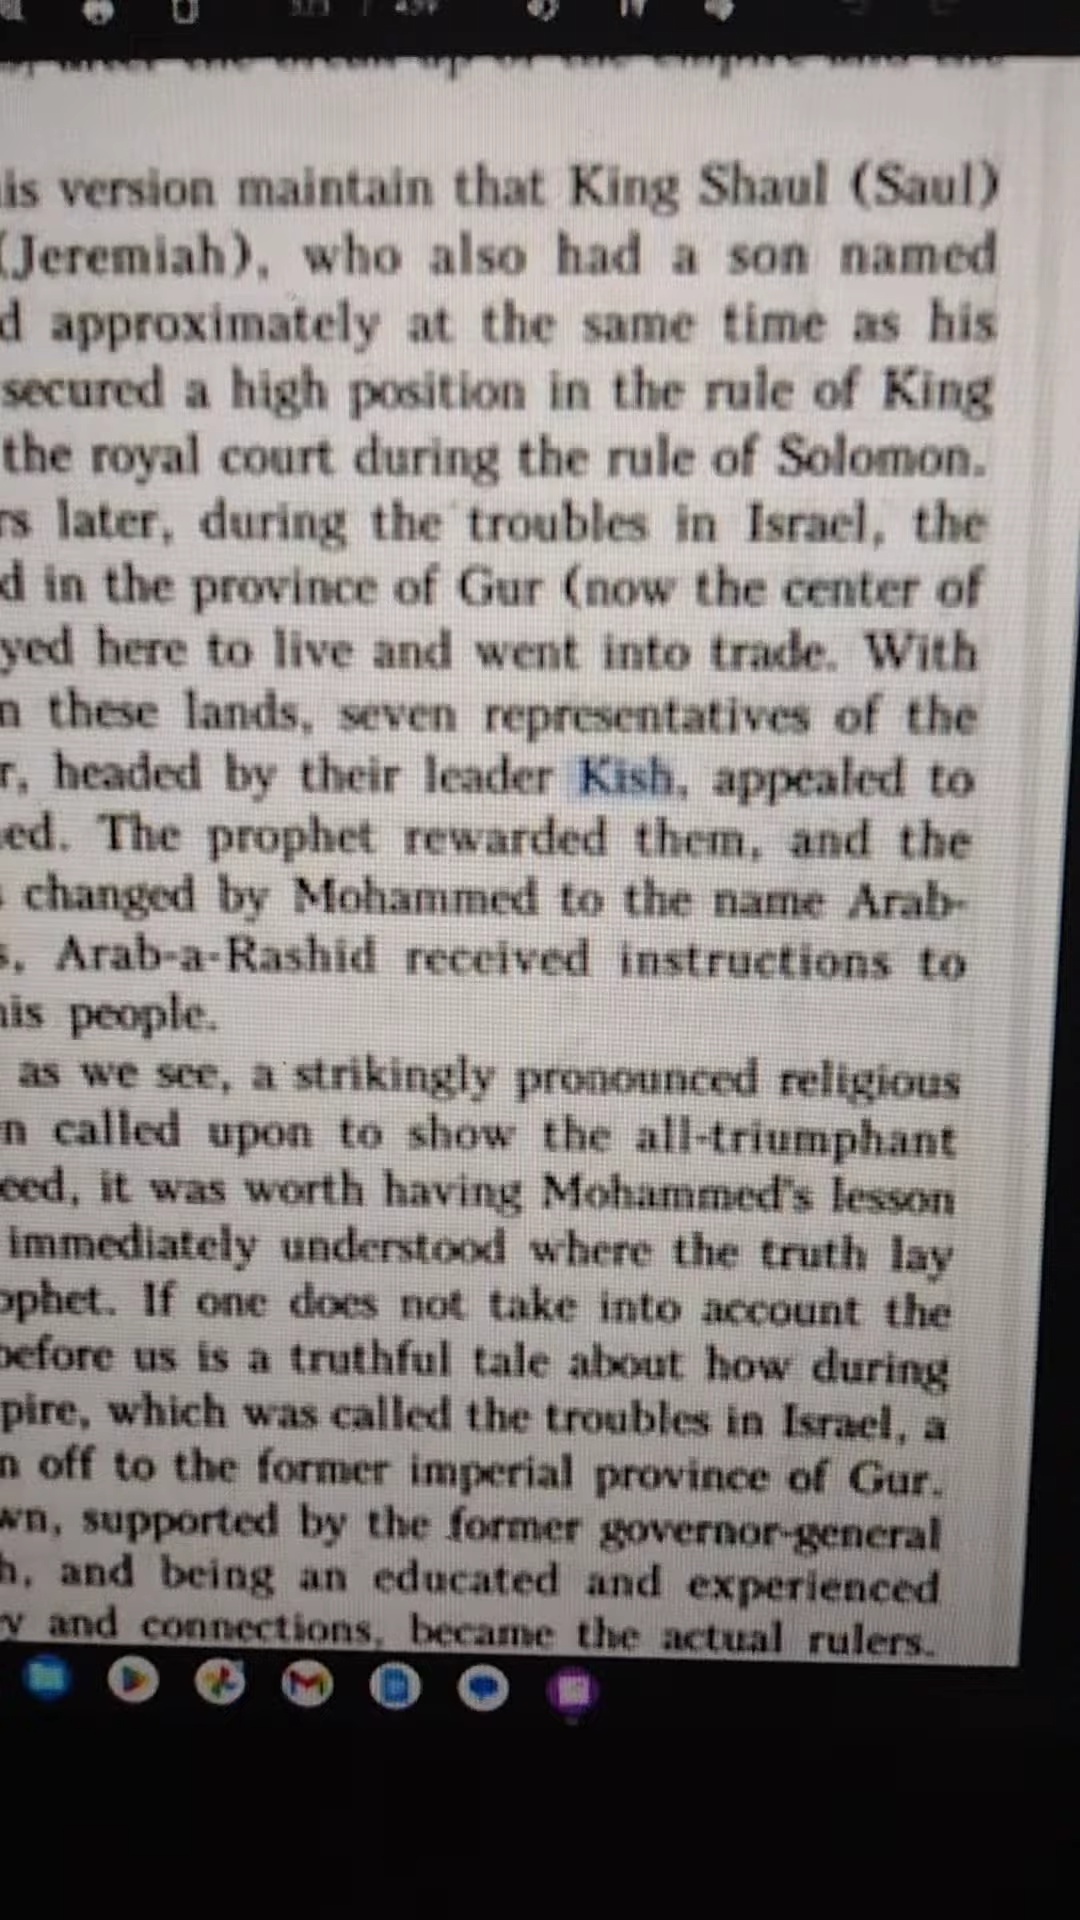 version maintain that King Shaul (Saul)
(Jeremiah), who also had a son named
approximately at the same time as his
secured a high position in the rule of King
the royal court during the rule of Solomon.
later, during the troubles in Israel, the
in the province of Gur (now the center of
here to live and went into trade. With
these lands, seven representatives of the
headed by their leader Kish, appealed to
The prophet rewarded them, and the
changed by Mohammed to the name Arab-
Arab-a-Rashid received instructions to
people.
as we see, a strikingly pronounced religious
called upon to show the all-triumphant
it was worth having Mohammed's lesson
immediately understood where the truth lay
If one does not take into account the
before us is a truthful tale about how during
which was called the troubles in Israel, a
off to the former imperial province of Gur.
supported by the former governor-general
and being an educated and experienced
and connections, became the actual rulers.